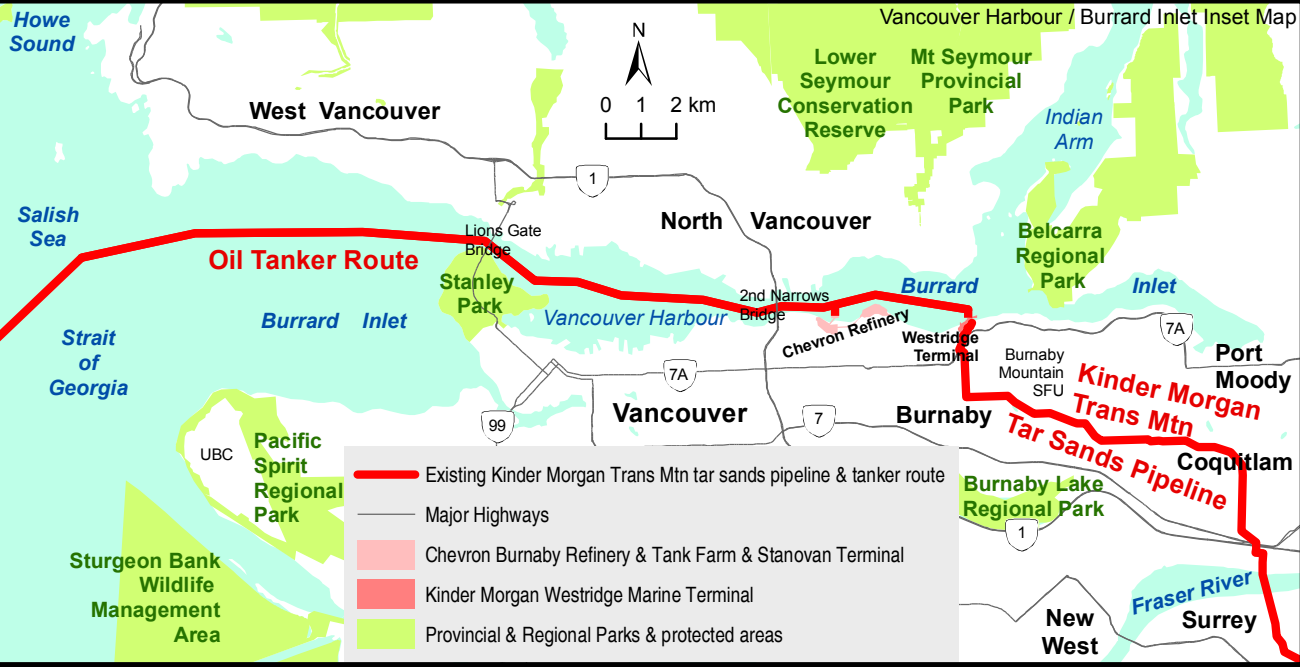 Vancouver Harbour / Burrard Inlet Inset Map
Howe
Sound
N
0 1 2 km
West Vancouver
Lower
Seymour
Conservation
Reserve
Mt Seymour
Provincial
Park
Indian
Arm
1
Salish
Sea
North Vancouver
Lions Gate
Bridge
Oil Tanker Route
Belcarra
Regional
Park
Stanley
Park
2nd Narrows
Bridge
Burrard Inlet
Burrard Inlet
Vancouver Harbour
Chevron Refinery
Westridge
Terminal
7A
Strait
of
Georgia
Burnaby
Mountain
SFU
Port
Moody
7A
Kinder Morgan
Trans Mtn
Tar Sands Pipeline
Vancouver
Burnaby
99
7
UBC
Pacific
Spirit
Regional
Park
Coquitlam
Burnaby Lake
Regional Park
1
Sturgeon Bank
Wildlife
Management
Area
Fraser River
New
West
Surrey
Existing Kinder Morgan Trans Mtn tar sands pipeline & tanker route
Major Highways
Chevron Burnaby Refinery & Tank Farm & Stanovan Terminal
Kinder Morgan Westridge Marine Terminal
Provincial & Regional Parks & protected areas